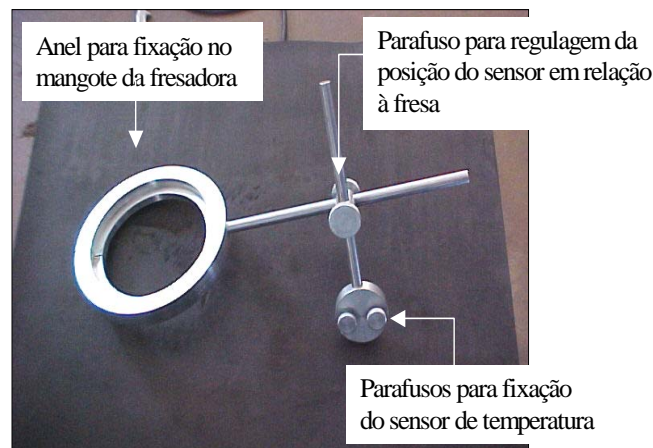 Anel para fixação no
mangote da fresadora
Parafuso para regulagem da
posição do sensor em relação
à fresa
Parafusos para fixação
do sensor de temperatura